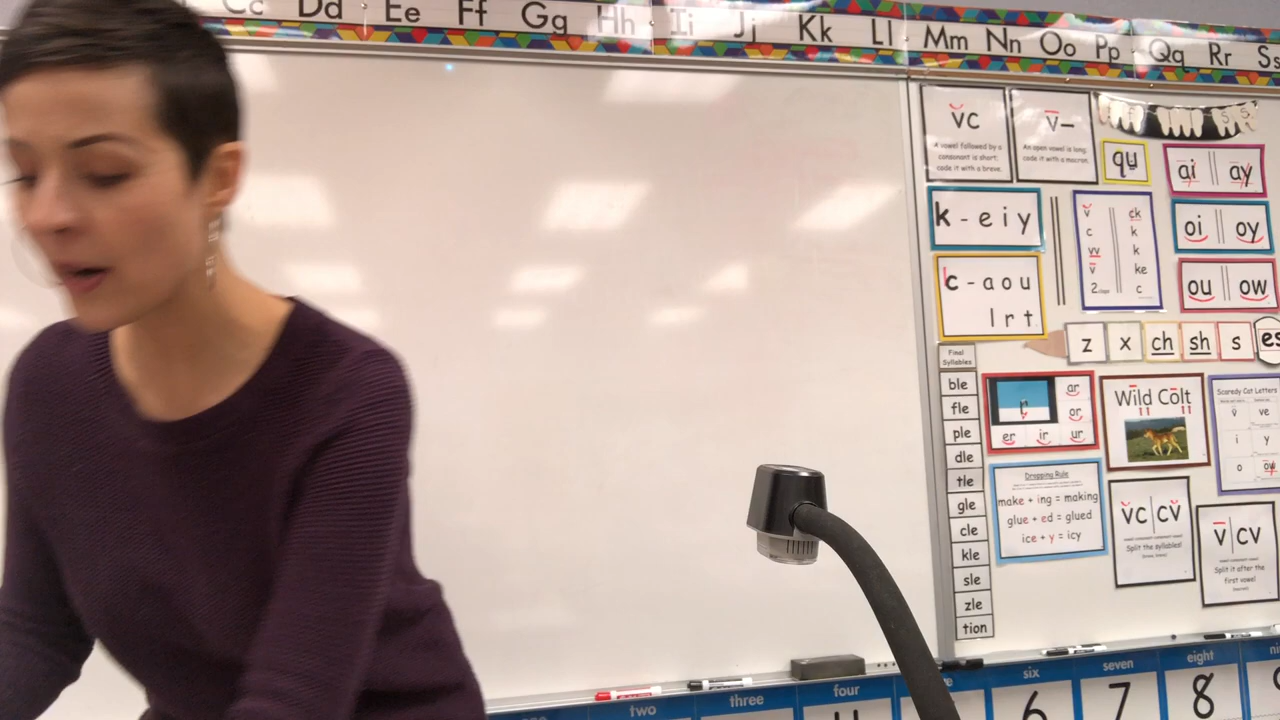 Cc Dd Ee Ff Gg Hh Ii Jj Kk Ll Mm Nn Oo Pp Qq Rr Ss
v̆c
A vowel followed by a
consonant is short;
code it with a breve.
v̄–
An open vowel is long;
code it with a macron.
qu
ai ay
k - e i y
v̆ ck
c k
vv k
v̄ ke
c
oi oy
c - a o u
l r t
ou ow
z x ch sh s es
Final
Syllables
ble
fle
ple
dle
tle
gle
cle
kle
sle
zle
tion
r ar
or
er ir ur
Wīld Cōlt
Scaredy Cat Letters
v̆ ve
i y
o ow
Dropping Rule
make + ing = making
glue + ed = glued
ice + y = icy
v̆c|cv̆
Split the syllables!
v̄|cv
Split it after the
first vowel
two three four six seven eight
6 7 8